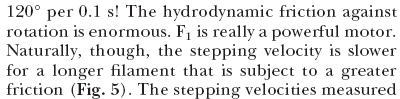 120° per 0.1 s! The hydrodynamic friction against
rotation is enormous. F₁ is really a powerful motor.
Naturally, though, the stepping velocity is slower
for a longer filament that is subject to a greater
friction (Fig. 5). The stepping velocities measured